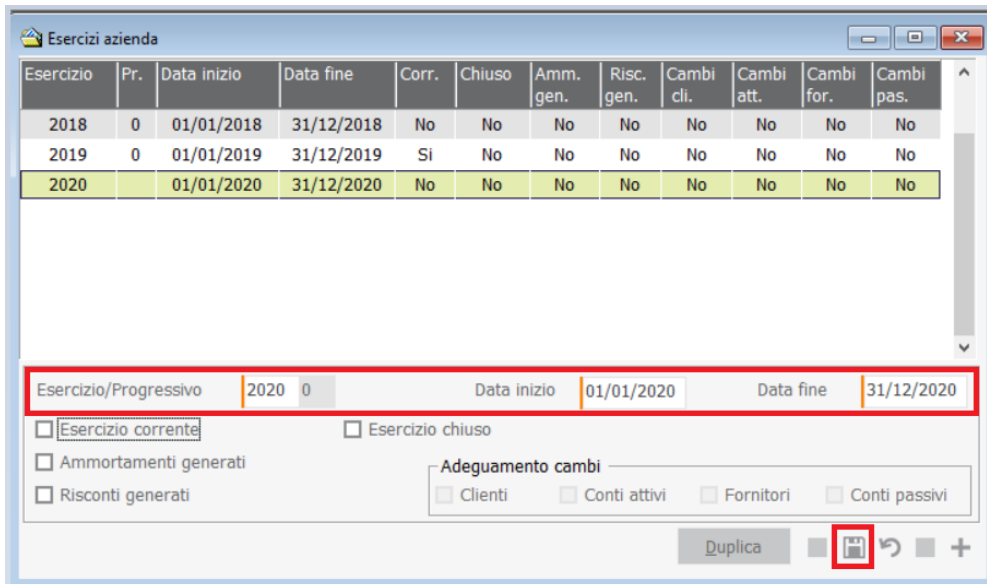 Esercizi azienda
Esercizio Pr. Data inizio Data fine Corr. Chiuso Amm. gen. Risc. gen. Cambi cli. Cambi att. Cambi for. Cambi pas.
2018 0 01/01/2018 31/12/2018 No No No No No No No No
2019 0 01/01/2019 31/12/2019 Si No No No No No No No
2020 01/01/2020 31/12/2020 No No No No No No No No
Esercizio/Progressivo 2020 0 Data inizio 01/01/2020 Data fine 31/12/2020
Esercizio corrente Esercizio chiuso
Ammortamenti generati
Adeguamento cambi
Risconti generati Clienti Conti attivi Fornitori Conti passivi
Duplica